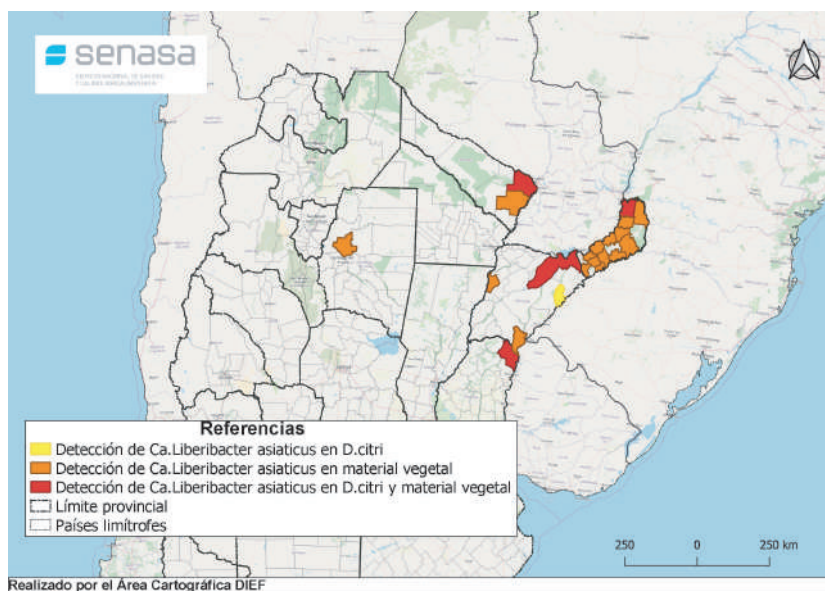 senasa
Referencias
Detección de Ca.Liberibacter asiaticus en D.citri
Detección de Ca.Liberibacter asiaticus en material vegetal
Detección de Ca.Liberibacter asiaticus en D.citri y material vegetal
Límite provincial
Países limítrofes
250 0 250 km
Realizado por el Área Cartográfica DIEF